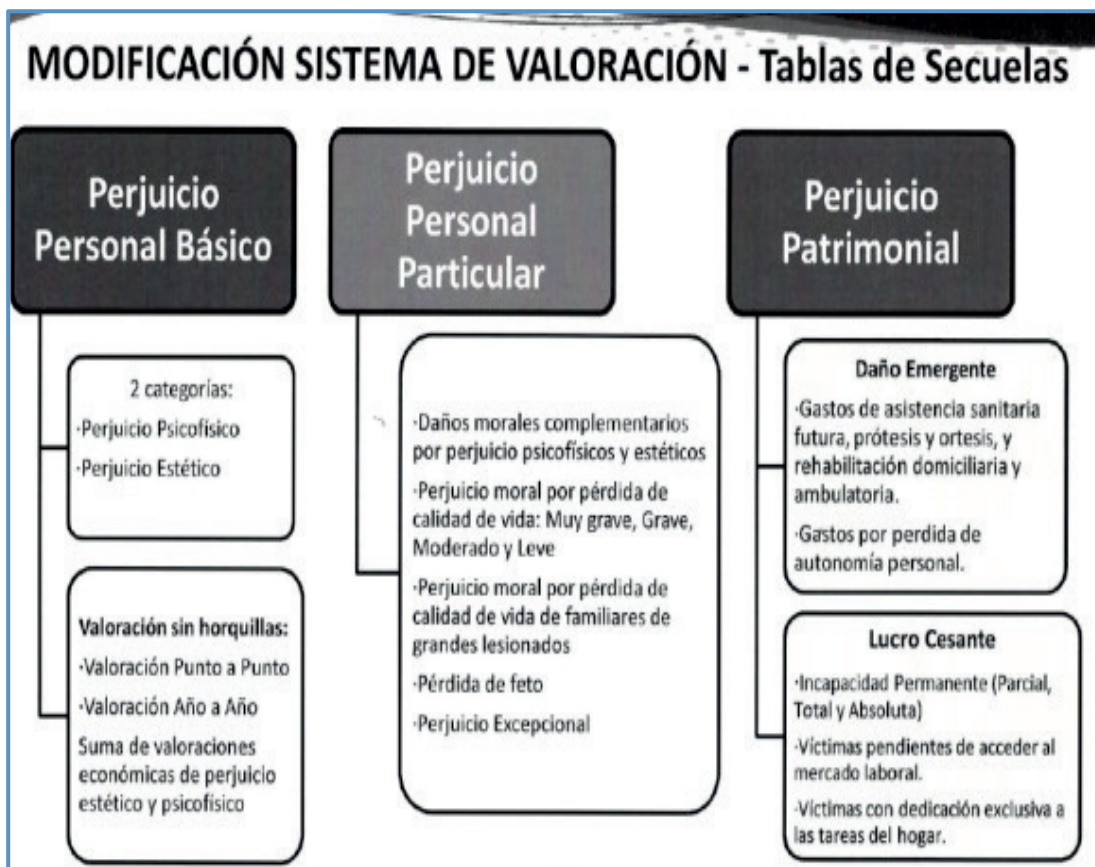 MODIFICACIÓN SISTEMA DE VALORACIÓN - Tablas de Secuelas
Perjuicio
Personal Básico
2 categorías:
·Perjuicio Psicofísico
·Perjuicio Estético
Valoración sin horquillas:
·Valoración Punto a Punto
·Valoración Año a Año
Suma de valoraciones
económicas de perjuicio
estético y psicofísico
Perjuicio
Personal
Particular
·Daños morales complementarios
por perjuicio psicofísicos y estéticos
·Perjuicio moral por pérdida de
calidad de vida: Muy grave, Grave,
Moderado y Leve
·Perjuicio moral por pérdida de
calidad de vida de familiares de
grandes lesionados
·Pérdida de feto
·Perjuicio Excepcional
Perjuicio
Patrimonial
Daño Emergente
·Gastos de asistencia sanitaria
futura, prótesis y ortesis, y
rehabilitación domiciliaria y
ambulatoria.
·Gastos por perdida de
autonomía personal.
Lucro Cesante
·Incapacidad Permanente (Parcial,
Total y Absoluta)
·Víctimas pendientes de acceder al
mercado laboral.
·Víctimas con dedicación exclusiva a
las tareas del hogar.